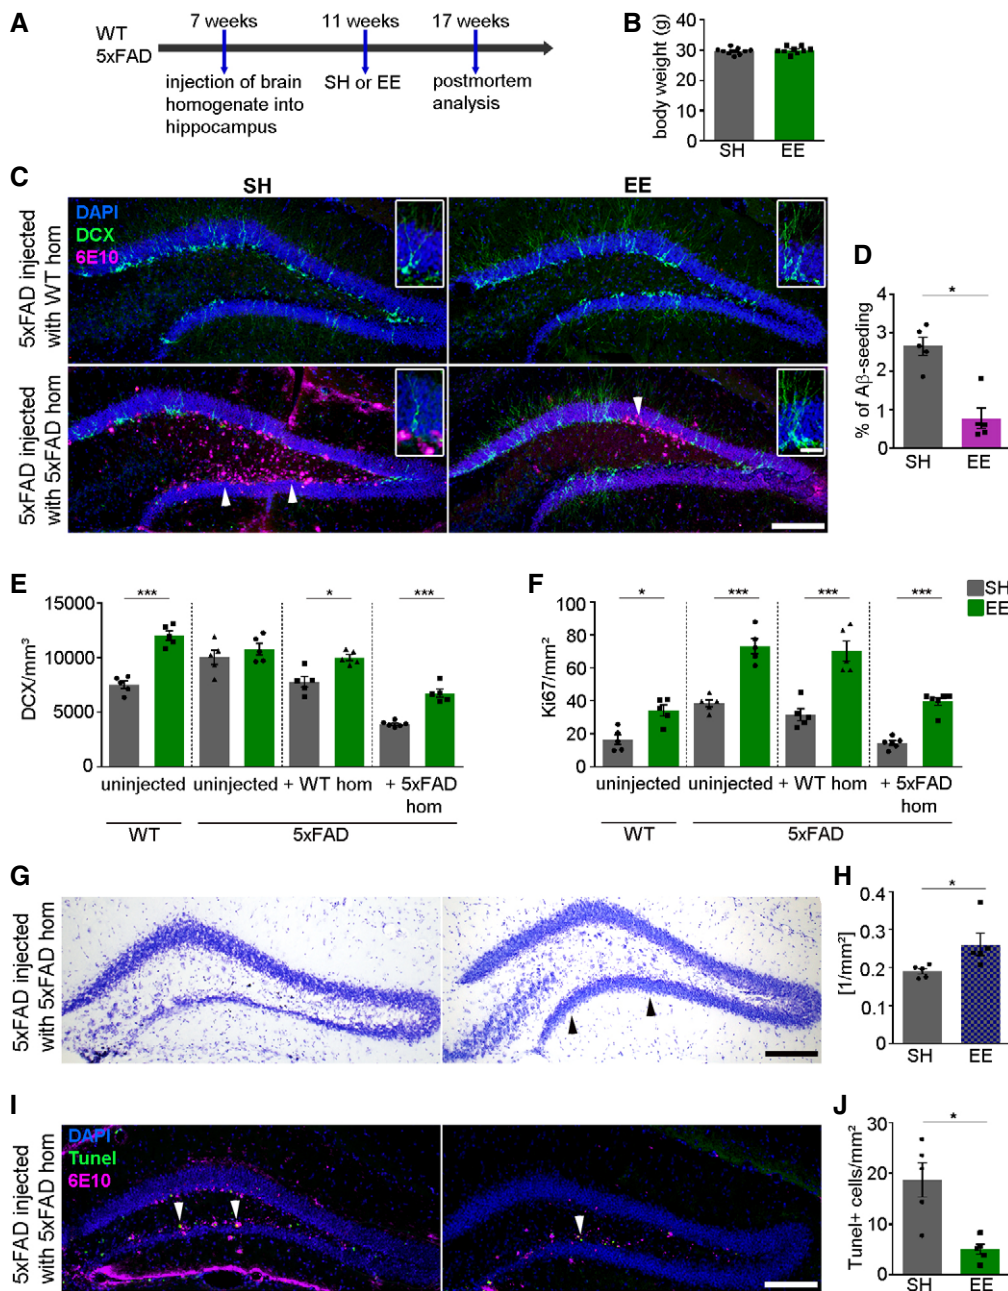 A
WT
5xFAD
7 weeks
11 weeks
17 weeks
injection of brain
homogenate into
hippocampus
SH or EE
postmortem
analysis
B
body weight (g)
40
30
20
10
0
SH
EE
C
SH
EE
5xFAD injected
with WT hom
DAPI
DCX
6E10
5xFAD injected
with 5xFAD hom
D
% of Aβ-seeding
4
3
2
1
0
*
SH
EE
E
DCX/mm³
15000
10000
5000
0
***
*
***
uninjected
uninjected
+ WT hom
+ 5xFAD
hom
WT
5xFAD
F
Ki67/mm²
100
80
60
40
20
0
*
***
***
***
SH
EE
uninjected
uninjected
+ WT hom
+ 5xFAD
hom
WT
5xFAD
G
5xFAD injected
with 5xFAD hom
H
[1/mm²]
0.4
0.3
0.2
0.1
0
*
SH
EE
I
5xFAD injected
with 5xFAD hom
DAPI
Tunel
6E10
J
Tunel+ cells/mm²
30
20
10
0
*
SH
EE